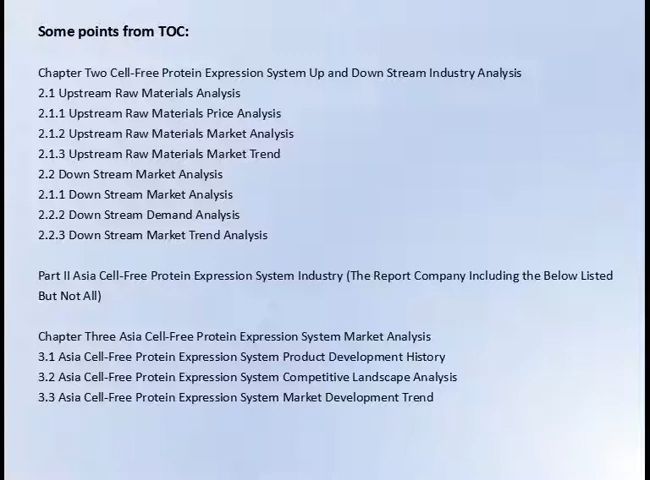 Some points from TOC:
Chapter Two Cell-Free Protein Expression System Up and Down Stream Industry Analysis
2.1 Upstream Raw Materials Analysis
2.1.1 Upstream Raw Materials Price Analysis
2.1.2 Upstream Raw Materials Market Analysis
2.1.3 Upstream Raw Materials Market Trend
2.2 Down Stream Market Analysis
2.1.1 Down Stream Market Analysis
2.2.2 Down Stream Demand Analysis
2.2.3 Down Stream Market Trend Analysis
Part II Asia Cell-Free Protein Expression System Industry (The Report Company Including the Below Listed
But Not All)
Chapter Three Asia Cell-Free Protein Expression System Market Analysis
3.1 Asia Cell-Free Protein Expression System Product Development History
3.2 Asia Cell-Free Protein Expression System Competitive Landscape Analysis
3.3 Asia Cell-Free Protein Expression System Market Development Trend